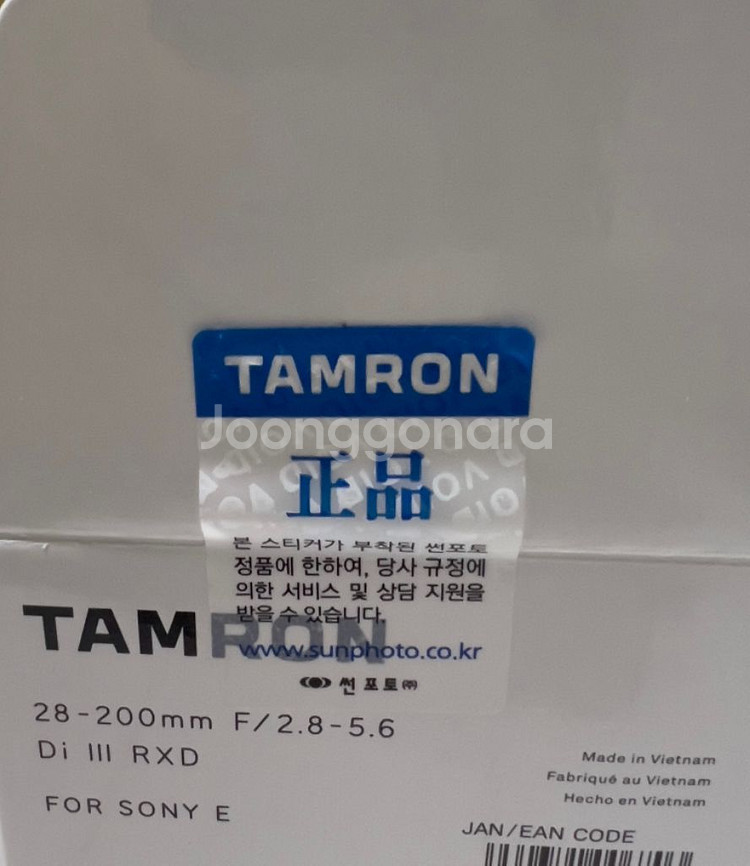 TAMRON
Joonggonara
正品
본 스티커가 부착된 썬포토
정품에 한하여, 당사 규정에
의한 서비스 및 상담 지원을
받을 수 있습니다.
TAMRON
www.sunphoto.co.kr
썬포토㈜
28-200mm F/2.8-5.6
Di III RXD
FOR SONY E
Made in Vietnam
Fabriqué au Vietnam
Hecho en Vietnam
JAN/EAN CODE